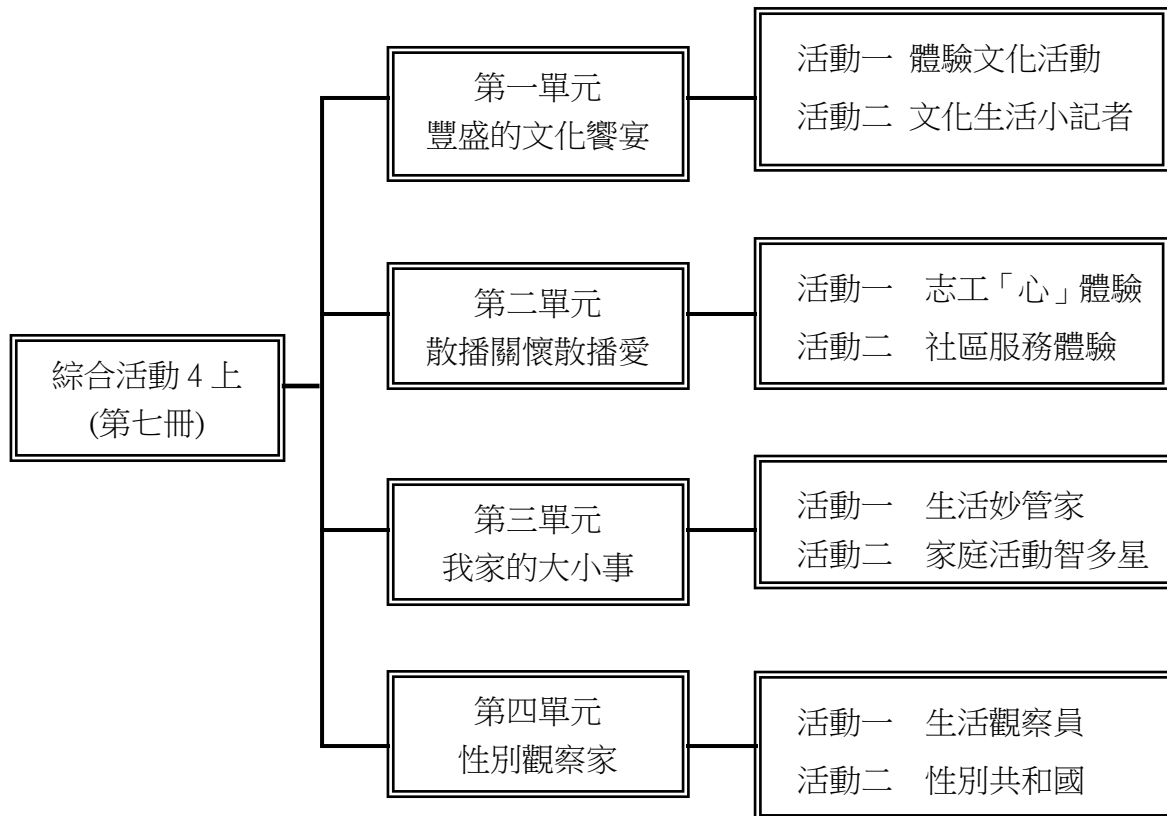 綜合活動 4 上
(第七冊)
第一單元
豐盛的文化饗宴
活動一 體驗文化活動
活動二 文化生活小記者
第二單元
散播關懷散播愛
活動一 志工「心」體驗
活動二 社區服務體驗
第三單元
我家的大小事
活動一 生活妙管家
活動二 家庭活動智多星
第四單元
性別觀察家
活動一 生活觀察員
活動二 性別共和國